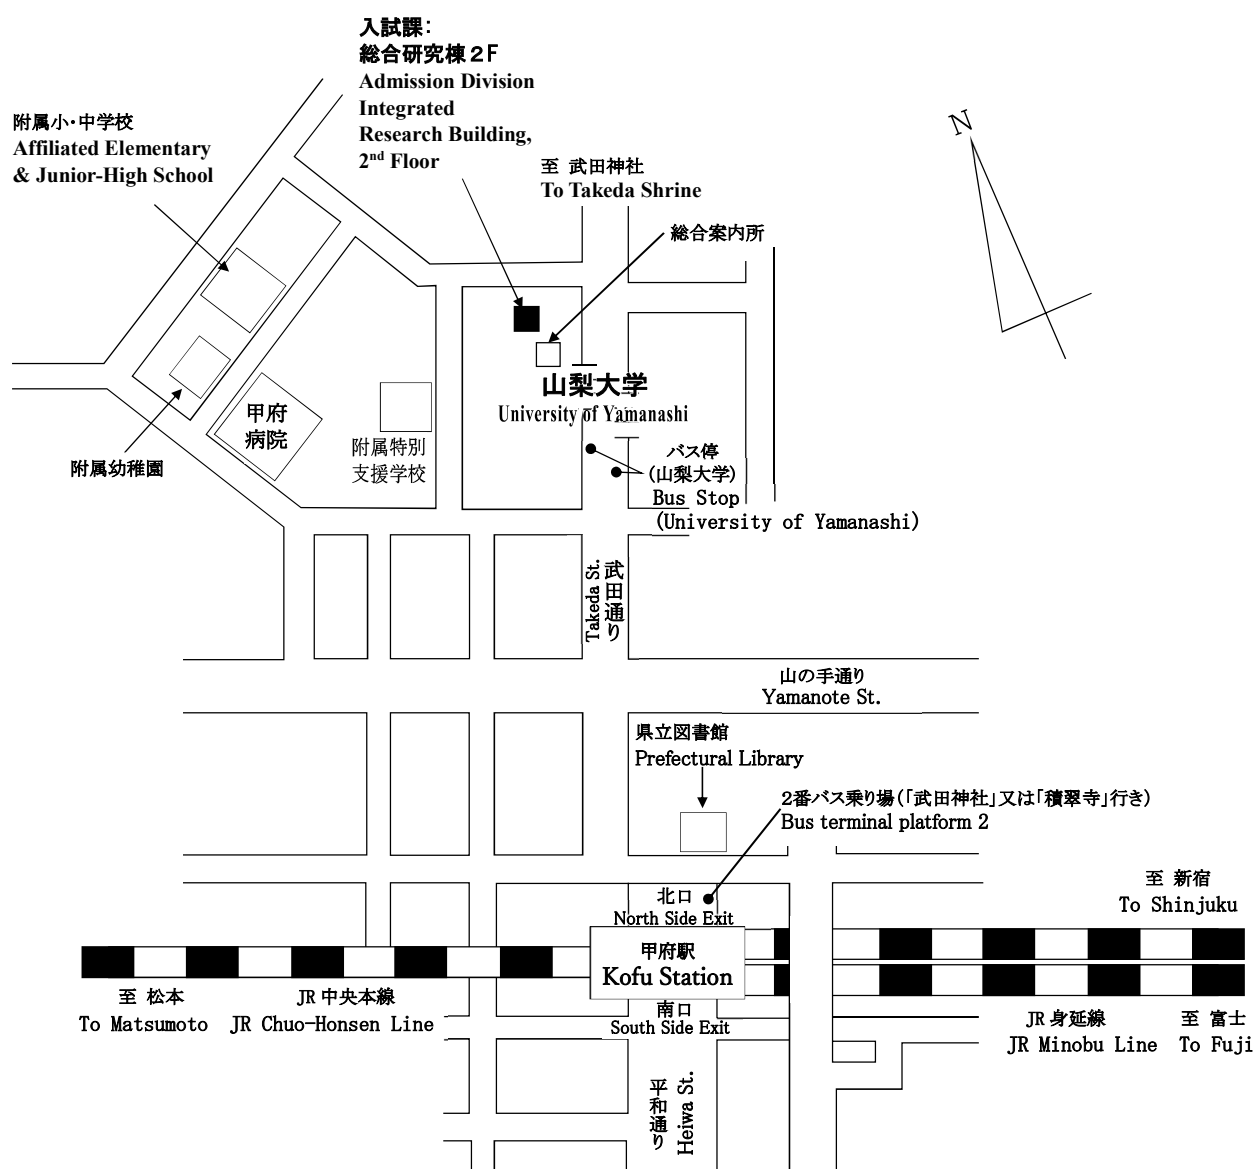 入試課：
総合研究棟２F
Admission Division
Integrated
Research Building,
2nd Floor
附属小・中学校
Affiliated Elementary
& Junior-High School
至 武田神社
To Takeda Shrine
総合案内所
N
山梨大学
University of Yamanashi
甲府
病院
附属特別
支援学校
附属幼稚園
バス停
(山梨大学)
Bus Stop
(University of Yamanashi)
武田通り
Takeda St.
山の手通り
Yamanote St.
県立図書館
Prefectural Library
2番バス乗り場（「武田神社」又は「積翠寺」行き）
Bus terminal platform 2
北口
North Side Exit
至 新宿
To Shinjuku
甲府駅
Kofu Station
至 松本
To Matsumoto
JR 中央本線
JR Chuo-Honsen Line
南口
South Side Exit
JR 身延線
JR Minobu Line
至 富士
To Fuji
平和通り
Heiwa St.